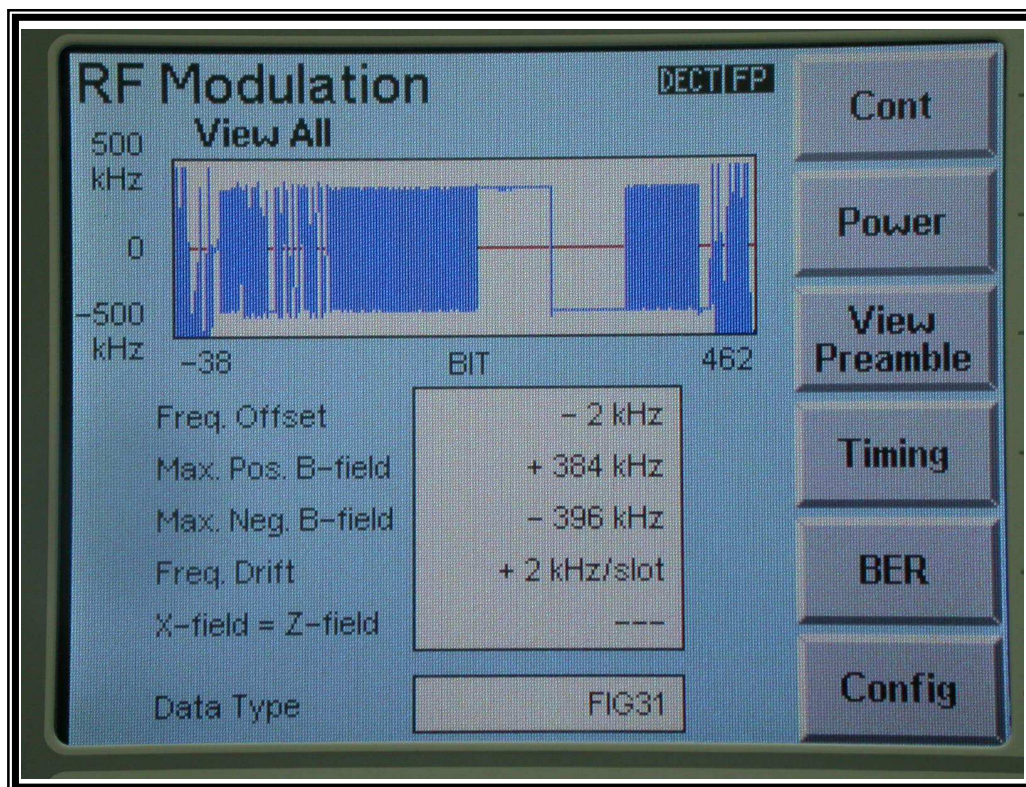 RF Modulation
DECT FP
View All
500
kHz
0
-500
kHz
-38
BIT
462
Freq. Offset
- 2 kHz
Max. Pos. B-field
+ 384 kHz
Max. Neg. B-field
- 396 kHz
Freq. Drift
+ 2 kHz/slot
X-field = Z-field
---
Data Type
FIG31
Cont
Power
View
Preamble
Timing
BER
Config